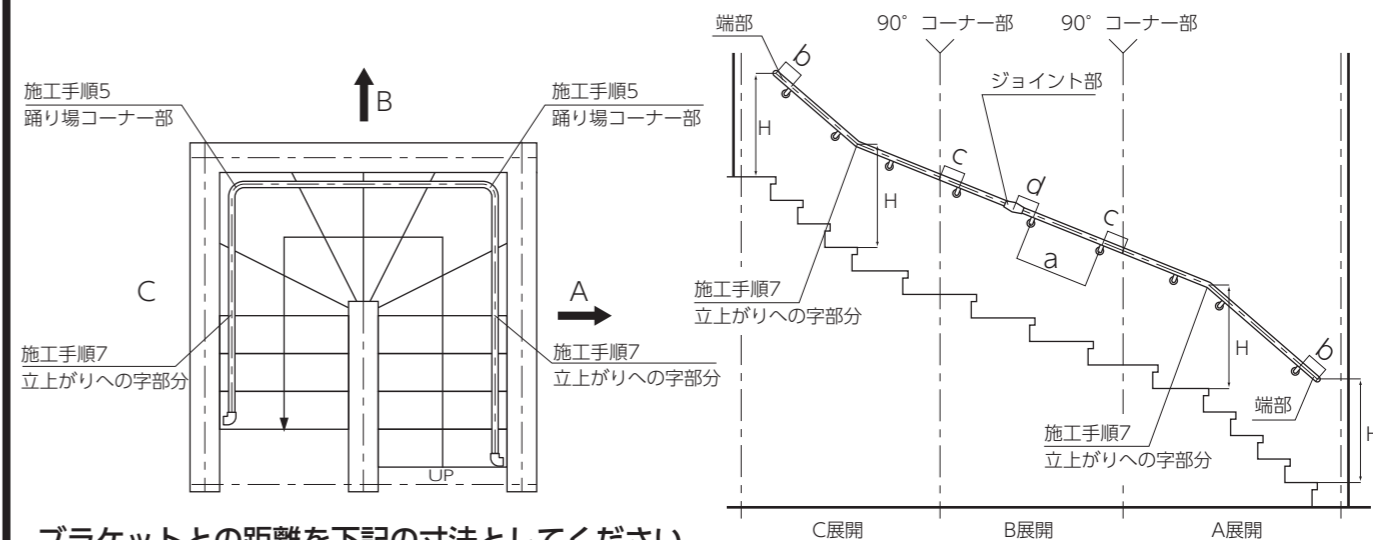 施工手順5
踊り場コーナー部
B
施工手順5
踊り場コーナー部
C
A
施工手順7
立上がりへの字部分
施工手順7
立上がりへの字部分
UP
端部
90° コーナー部
90° コーナー部
b
ジョイント部
H
c
H
d
c
a
施工手順7
立上がりへの字部分
H
b
端部
施工手順7
立上がりへの字部分
H
C展開
B展開
A展開
ブラケットとの距離を下記の寸法としてください